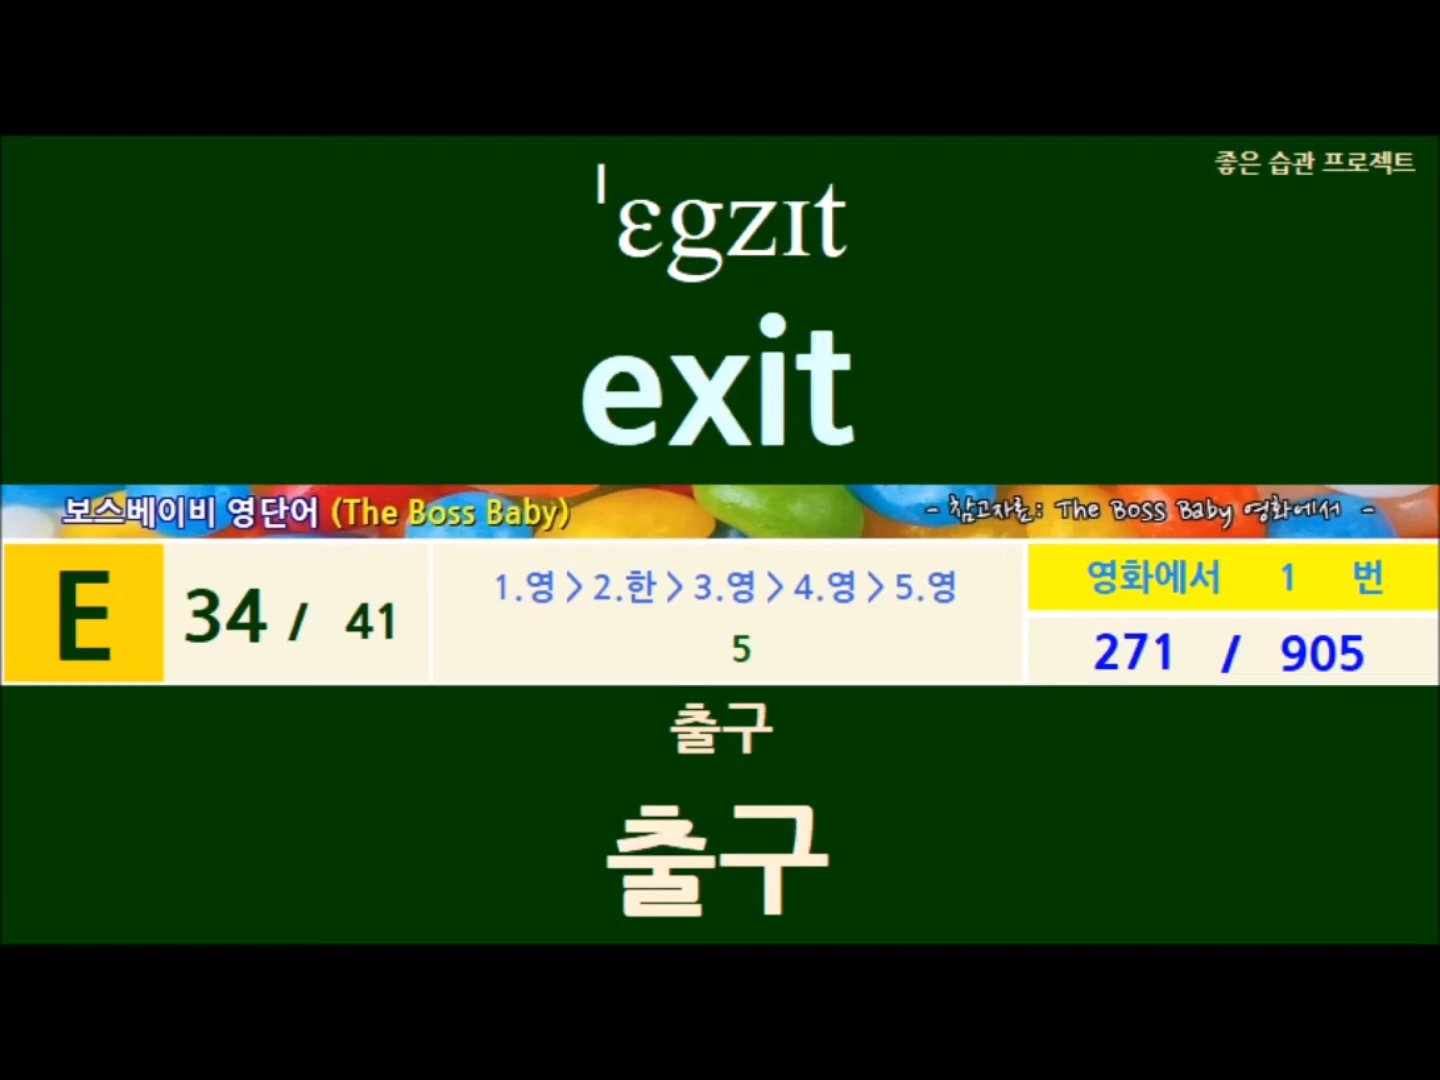 좋은 습관 프로젝트
ˈɛgzɪt
exit
보스베이비 영단어 (The Boss Baby)
- 참고자료: The Boss Baby 영화에서 -
E
34 / 41
1.영 > 2.한 > 3.영 > 4.영 > 5.영
5
영화에서 1 번
271 / 905
출구
출구